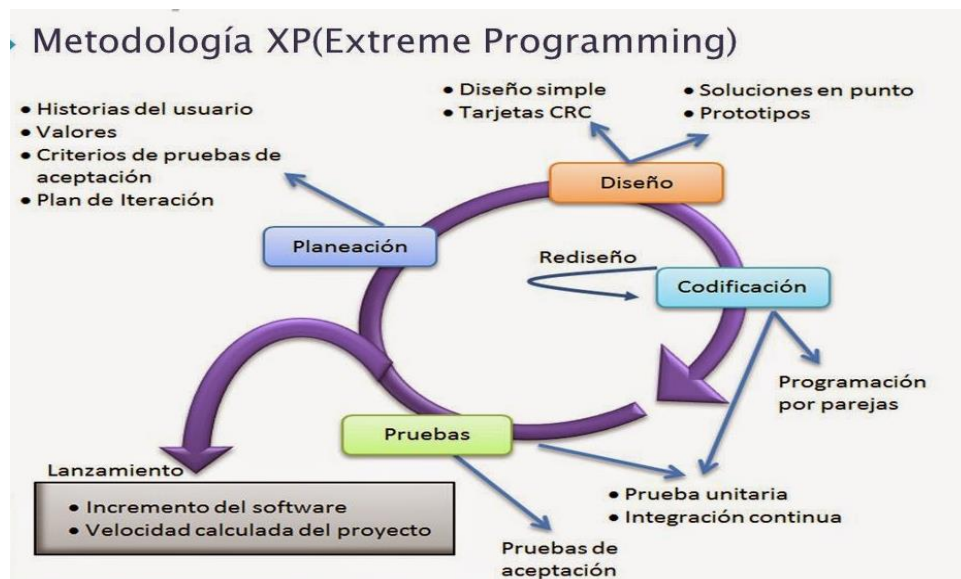 Metodología XP(Extreme Programming)
• Historias del usuario
• Valores
• Criterios de pruebas de
aceptación
• Plan de Iteración
• Diseño simple
• Tarjetas CRC
• Soluciones en punto
• Prototipos
Diseño
Planeación
Rediseño
Codificación
Programación
por parejas
Pruebas
Lanzamiento
• Incremento del software
• Velocidad calculada del proyecto
• Prueba unitaria
• Integración continua
Pruebas de
aceptación